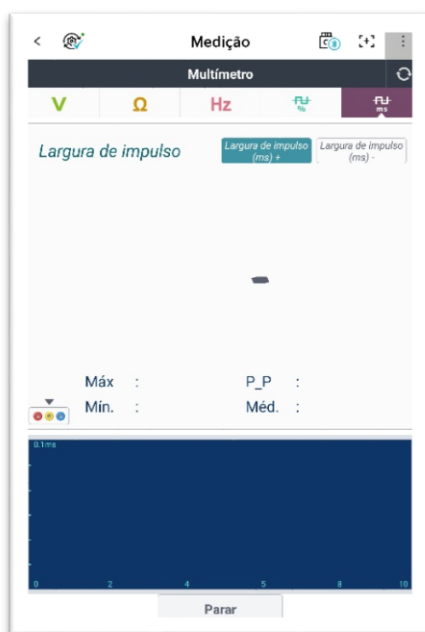 Medição
Multímetro
V Ω Hz % ms
Largura de impulso
Largura de impulso (ms) +
Largura de impulso (ms) -
-
Máx :
P_P :
Mín. :
Méd. :
0.1ms
0 2 4 5 8 10
Parar